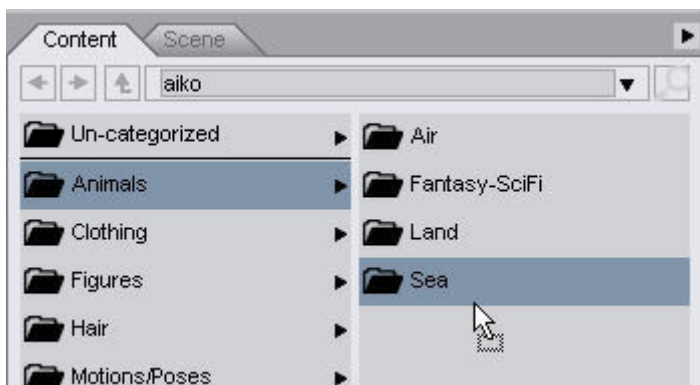 Content Scene
aiko
Un-categorized
Animals
Clothing
Figures
Hair
Motions/Poses
Air
Fantasy-SciFi
Land
Sea